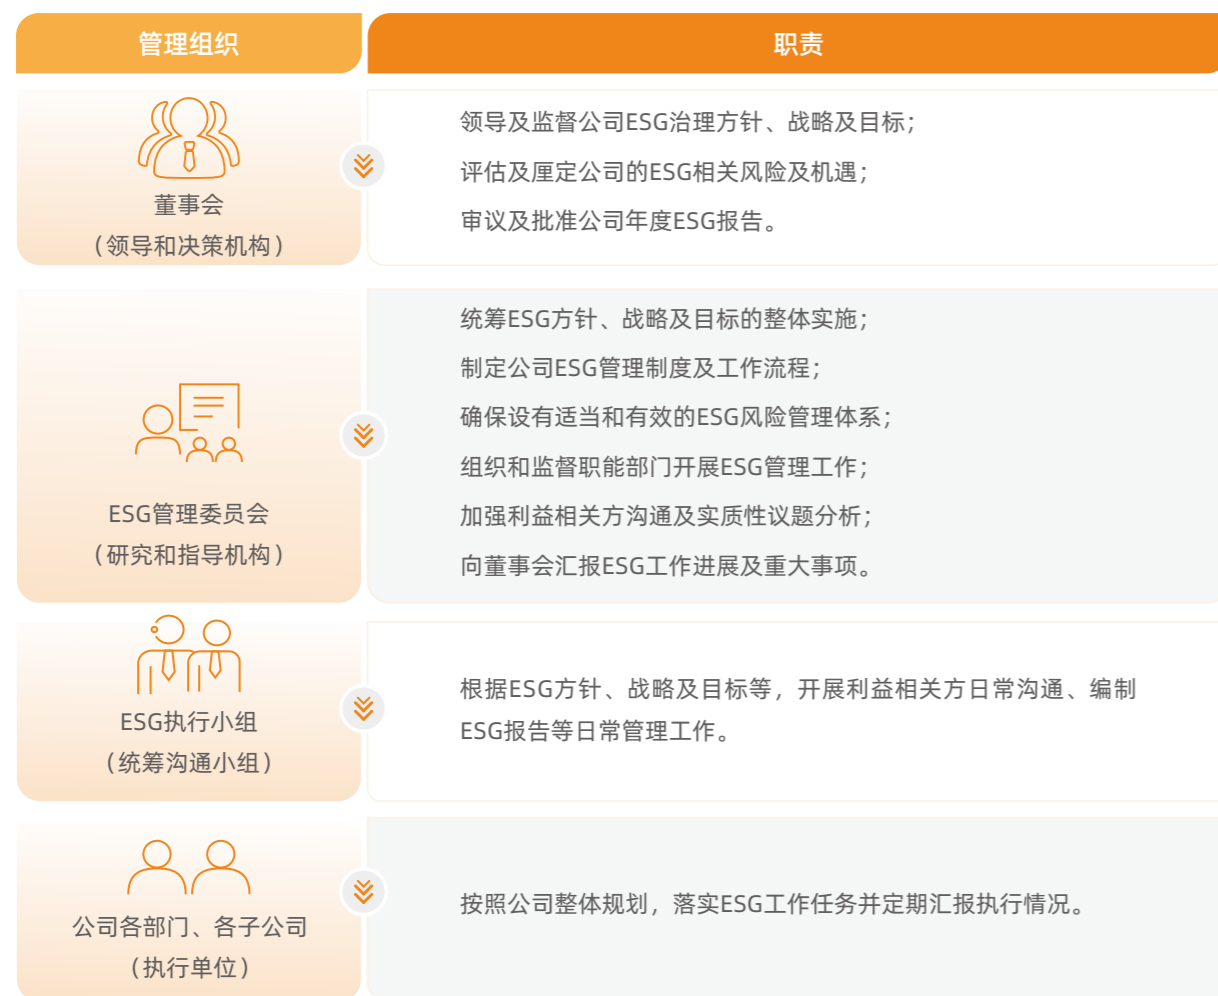 管理组织
职责
董事会
（领导和决策机构）
领导及监督公司ESG治理方针、战略及目标；
评估及厘定公司的ESG相关风险及机遇；
审议及批准公司年度ESG报告。
ESG管理委员会
（研究和指导机构）
统筹ESG方针、战略及目标的整体实施；
制定公司ESG管理制度及工作流程；
确保设有适当和有效的ESG风险管理体系；
组织和监督职能部门开展ESG管理工作；
加强利益相关方沟通及实质性议题分析；
向董事会汇报ESG工作进展及重大事项。
ESG执行小组
（统筹沟通小组）
根据ESG方针、战略及目标等，开展利益相关方日常沟通、编制
ESG报告等日常管理工作。
公司各部门、各子公司
（执行单位）
按照公司整体规划，落实ESG工作任务并定期汇报执行情况。